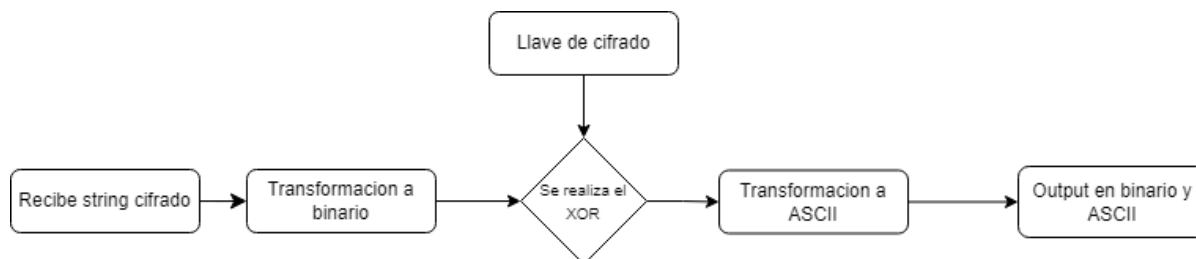 Llave de cifrado
Recibe string cifrado
Transformacion a
binario
Se realiza el
XOR
Transformacion a
ASCII
Output en binario y
ASCII